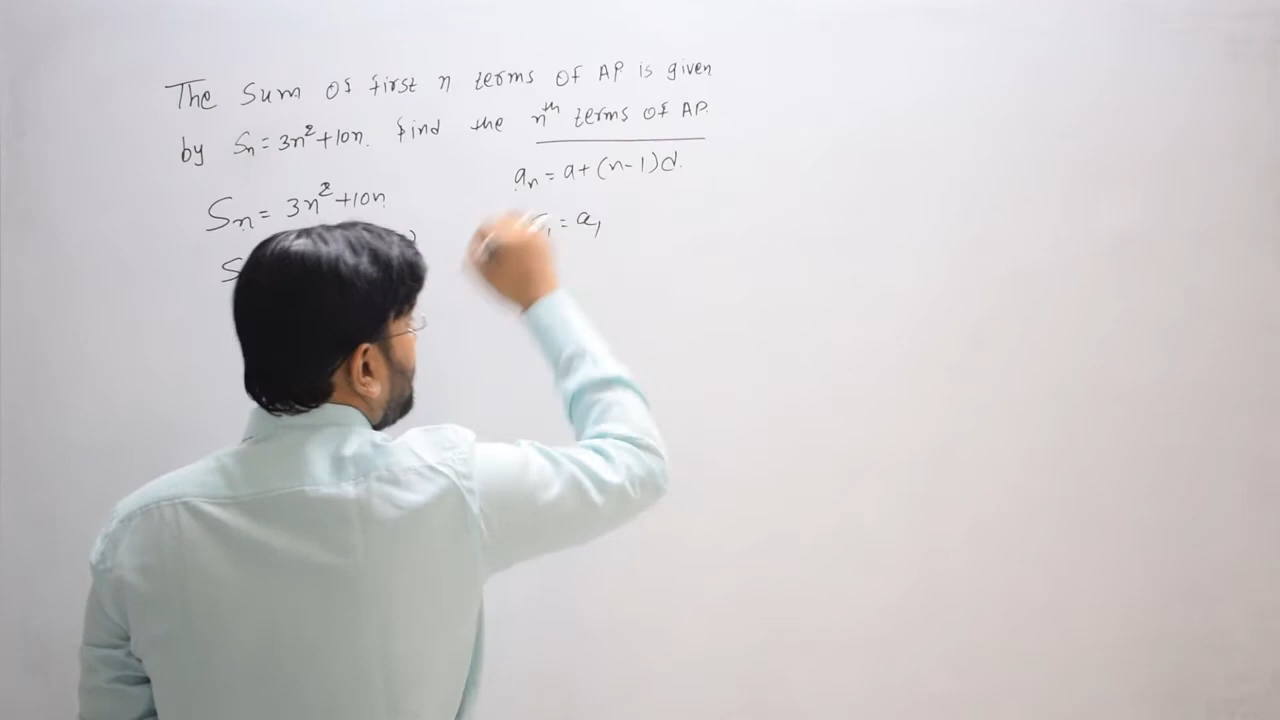 The sum of first n terms of AP is given
by Sn = 3n²+10n. find the nth terms of AP.
an = a+(n-1)d.
Sn = 3n²+10n
= a1
S